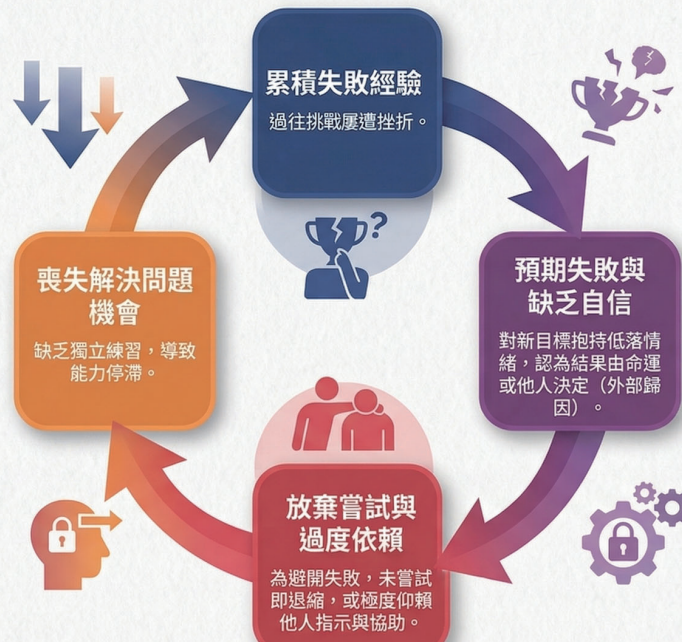 累積失敗經驗
過往挑戰屢遭挫折。
?
預期失敗與
缺乏自信
對新目標抱持低落情
緒，認為結果由命運
或他人決定（外部歸
因）。
放棄嘗試與
過度依賴
為避開失敗，未嘗試
即退縮，或極度仰賴
他人指示與協助。
喪失解決問題
機會
缺乏獨立練習，導致
能力停滯。